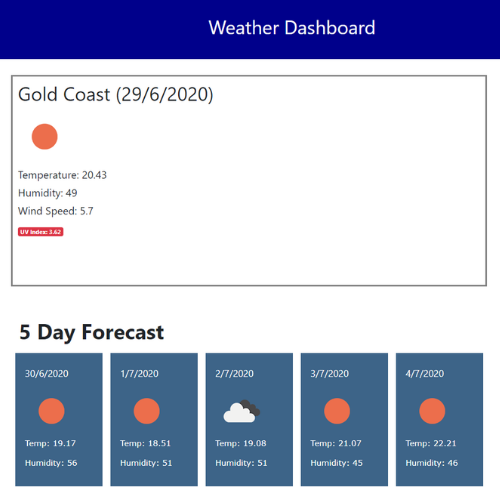 Weather Dashboard
Gold Coast (29/6/2020)
Temperature: 20.43
Humidity: 49
Wind Speed: 5.7
UV Index: 3.62
5 Day Forecast
30/6/2020
Temp: 19.17
Humidity: 56
1/7/2020
Temp: 18.51
Humidity: 51
2/7/2020
Temp: 19.08
Humidity: 51
3/7/2020
Temp: 21.07
Humidity: 45
4/7/2020
Temp: 22.21
Humidity: 46